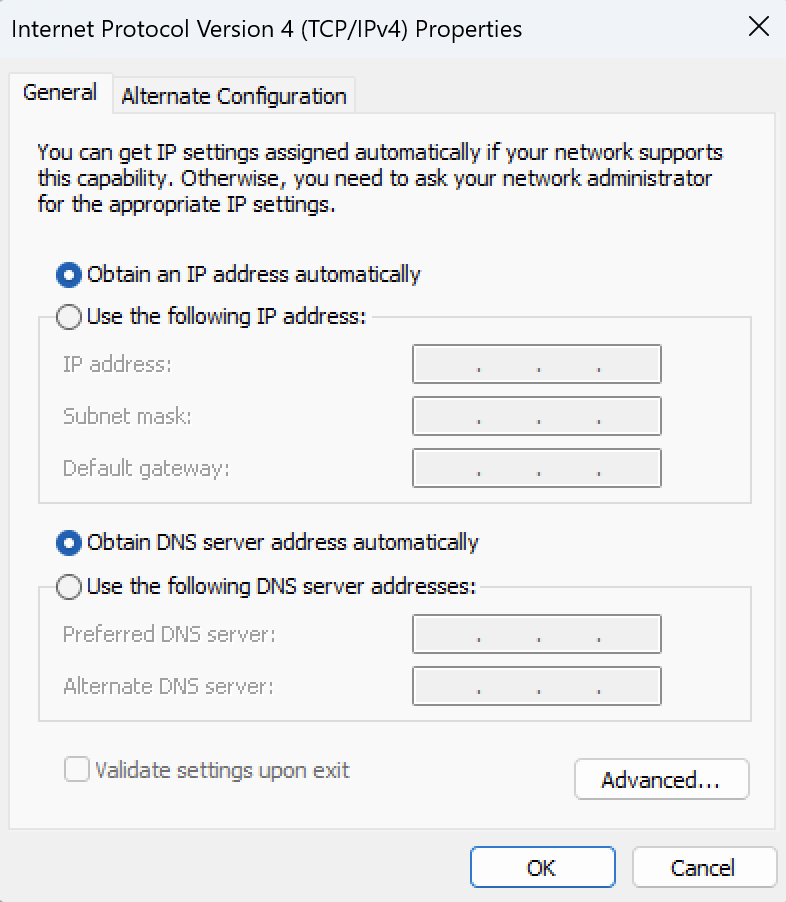 Internet Protocol Version 4 (TCP/IPv4) Properties
General
Alternate Configuration
You can get IP settings assigned automatically if your network supports
this capability. Otherwise, you need to ask your network administrator
for the appropriate IP settings.
Obtain an IP address automatically
Use the following IP address:
IP address:
. . .
Subnet mask:
. . .
Default gateway:
. . .
Obtain DNS server address automatically
Use the following DNS server addresses:
Preferred DNS server:
. . .
Alternate DNS server:
. . .
Validate settings upon exit
Advanced...
OK
Cancel